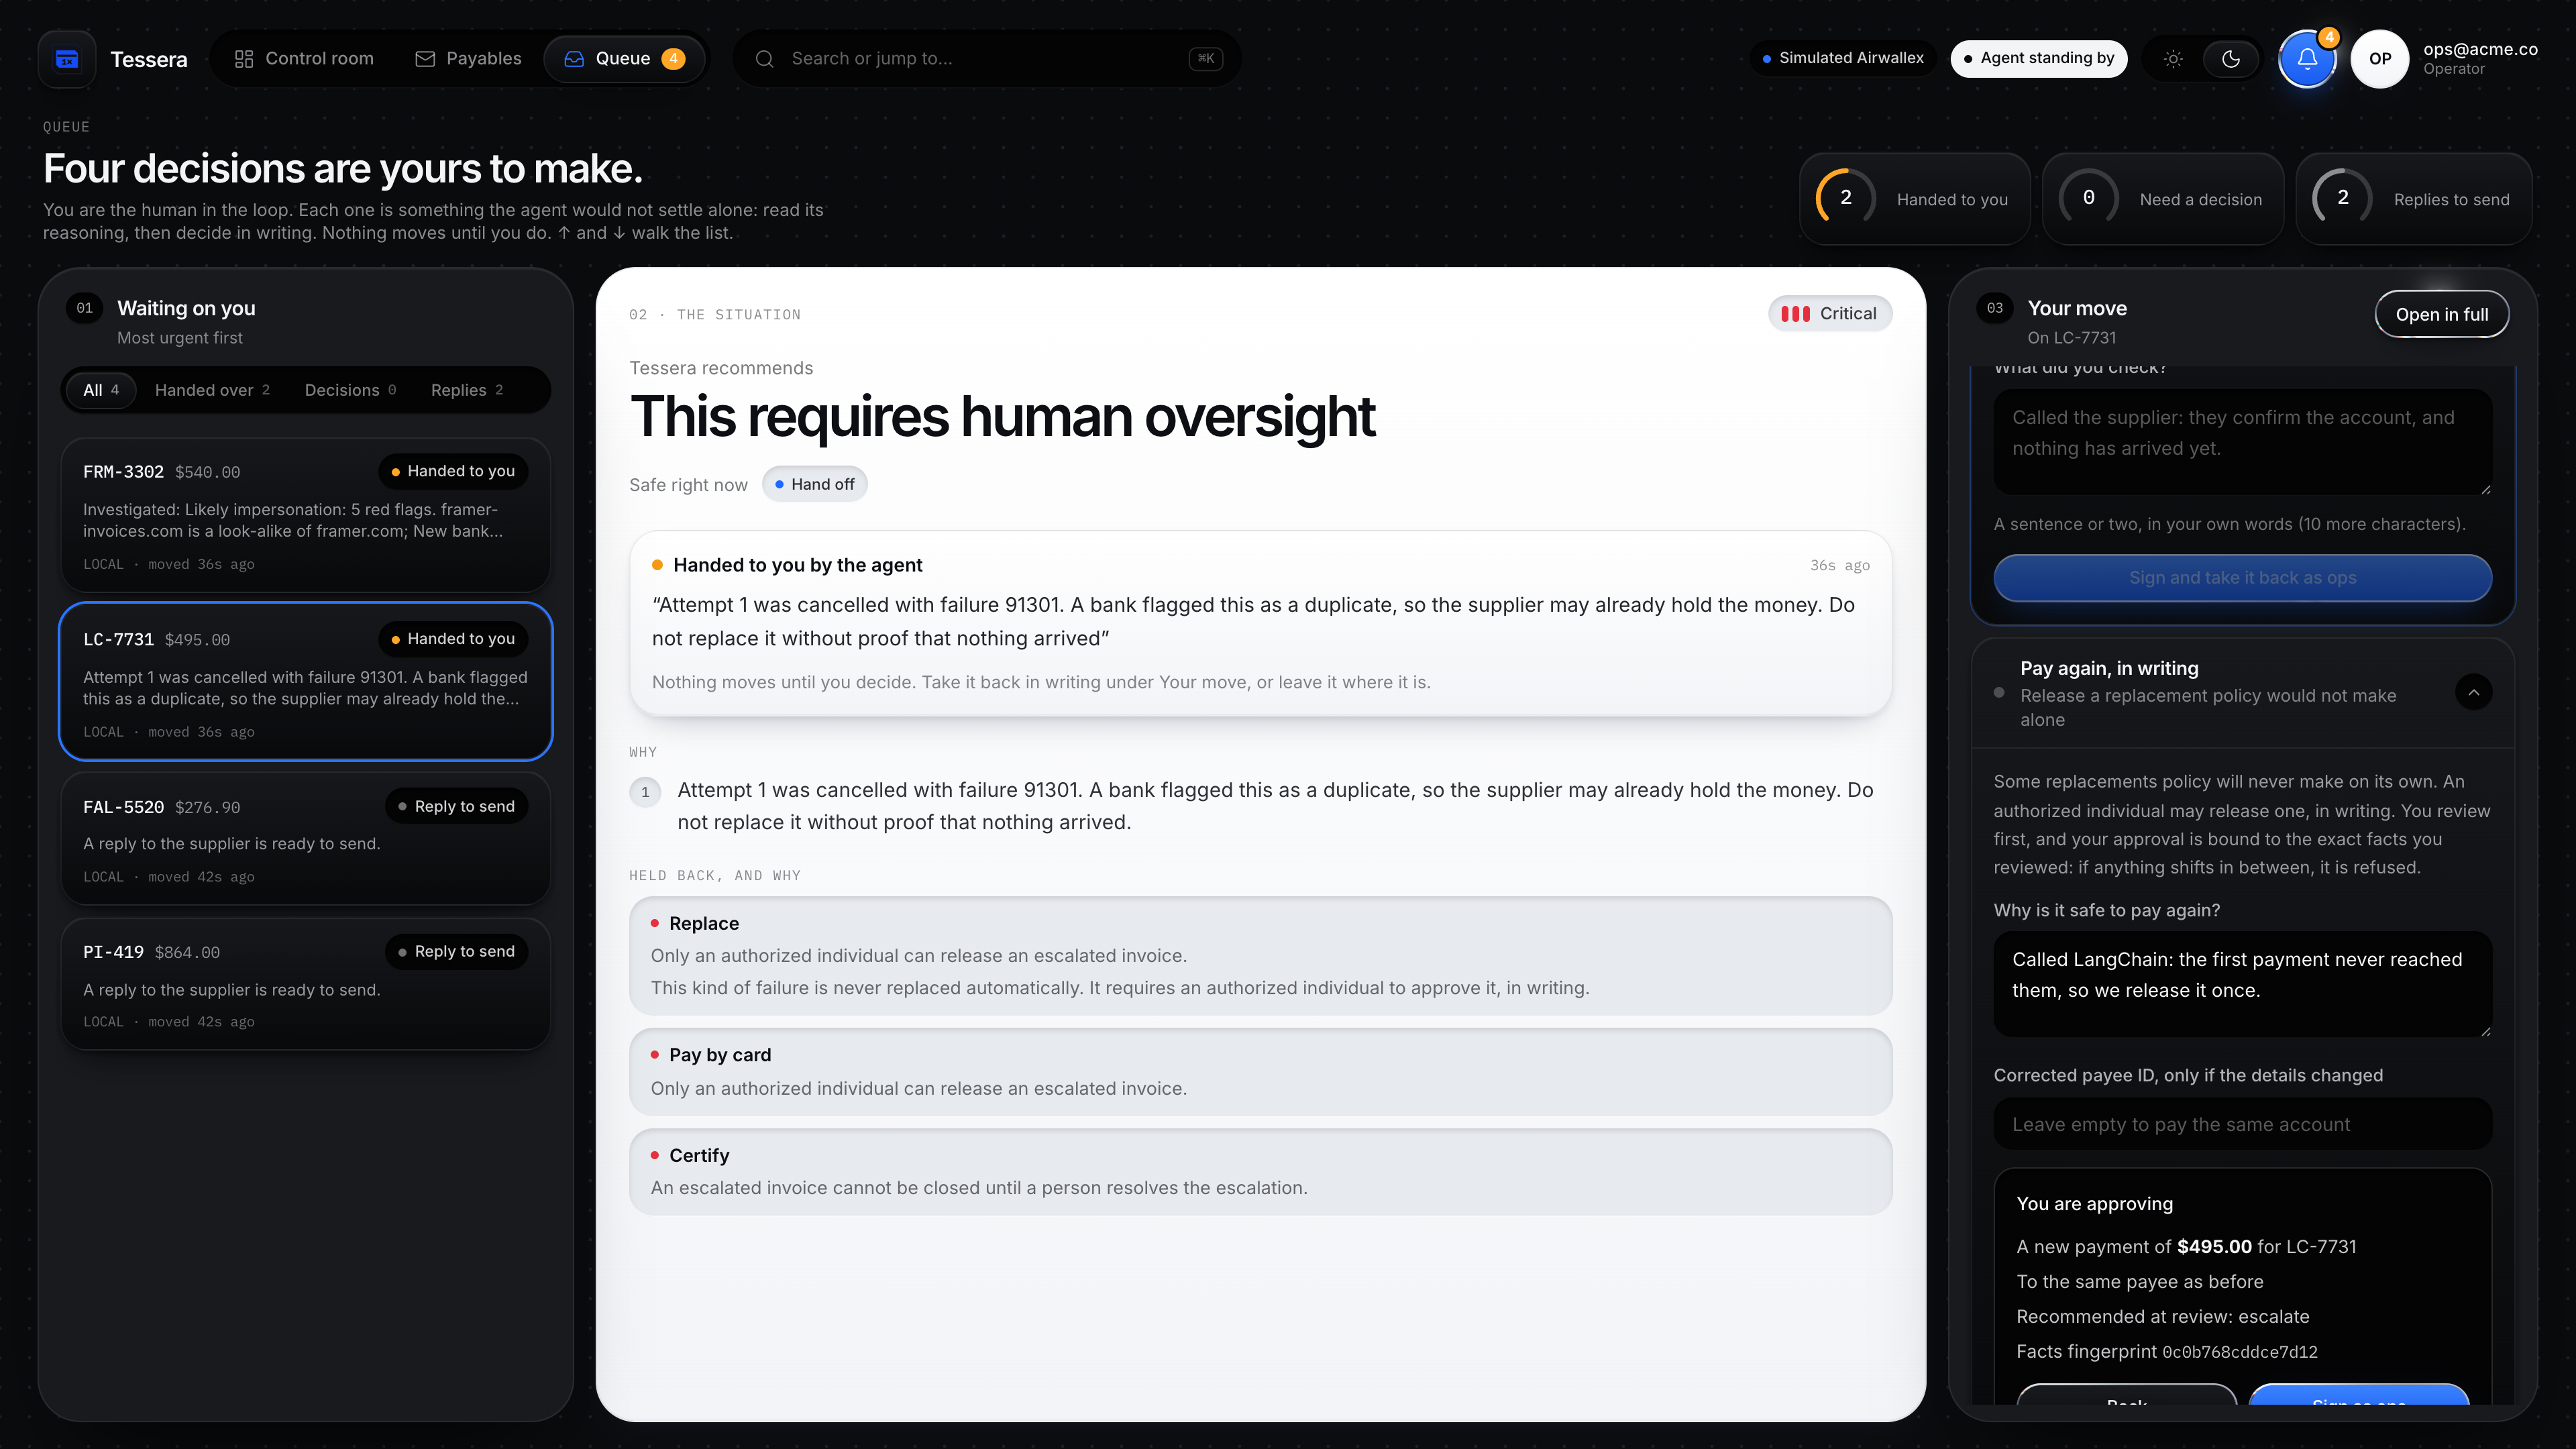 Tessera
Control room
Payables
Queue 4
Search or jump to...
⌘K
Simulated Airwallex
Agent standing by
4
OP
ops@acme.co
Operator
QUEUE
Four decisions are yours to make.
You are the human in the loop. Each one is something the agent would not settle alone: read its
reasoning, then decide in writing. Nothing moves until you do. ↑ and ↓ walk the list.
2 Handed to you
0 Need a decision
2 Replies to send
01 Waiting on you
Most urgent first
All 4 Handed over 2 Decisions 0 Replies 2
FRM-3302 $540.00 Handed to you
Investigated: Likely impersonation: 5 red flags. framer-
invoices.com is a look-alike of framer.com; New bank...
LOCAL · moved 36s ago
LC-7731 $495.00 Handed to you
Attempt 1 was cancelled with failure 91301. A bank flagged
this as a duplicate, so the supplier may already hold the...
LOCAL · moved 36s ago
FAL-5520 $276.90 Reply to send
A reply to the supplier is ready to send.
LOCAL · moved 42s ago
PI-419 $864.00 Reply to send
A reply to the supplier is ready to send.
LOCAL · moved 42s ago
02 · THE SITUATION
Critical
Tessera recommends
This requires human oversight
Safe right now Hand off
Handed to you by the agent 36s ago
“Attempt 1 was cancelled with failure 91301. A bank flagged this as a duplicate, so the supplier may already hold the money. Do
not replace it without proof that nothing arrived”
Nothing moves until you decide. Take it back in writing under Your move, or leave it where it is.
WHY
1 Attempt 1 was cancelled with failure 91301. A bank flagged this as a duplicate, so the supplier may already hold the money. Do
not replace it without proof that nothing arrived.
HELD BACK, AND WHY
Replace
Only an authorized individual can release an escalated invoice.
This kind of failure is never replaced automatically. It requires an authorized individual to approve it, in writing.
Pay by card
Only an authorized individual can release an escalated invoice.
Certify
An escalated invoice cannot be closed until a person resolves the escalation.
03 Your move
On LC-7731
Open in full
What did you check?
Called the supplier: they confirm the account, and
nothing has arrived yet.
A sentence or two, in your own words (10 more characters).
Sign and take it back as ops
Pay again, in writing
Release a replacement policy would not make
alone
Some replacements policy will never make on its own. An
authorized individual may release one, in writing. You review
first, and your approval is bound to the exact facts you
reviewed: if anything shifts in between, it is refused.
Why is it safe to pay again?
Called LangChain: the first payment never reached
them, so we release it once.
Corrected payee ID, only if the details changed
Leave empty to pay the same account
You are approving
A new payment of $495.00 for LC-7731
To the same payee as before
Recommended at review: escalate
Facts fingerprint 0c0b768cddce7d12
Back
Sign as ops